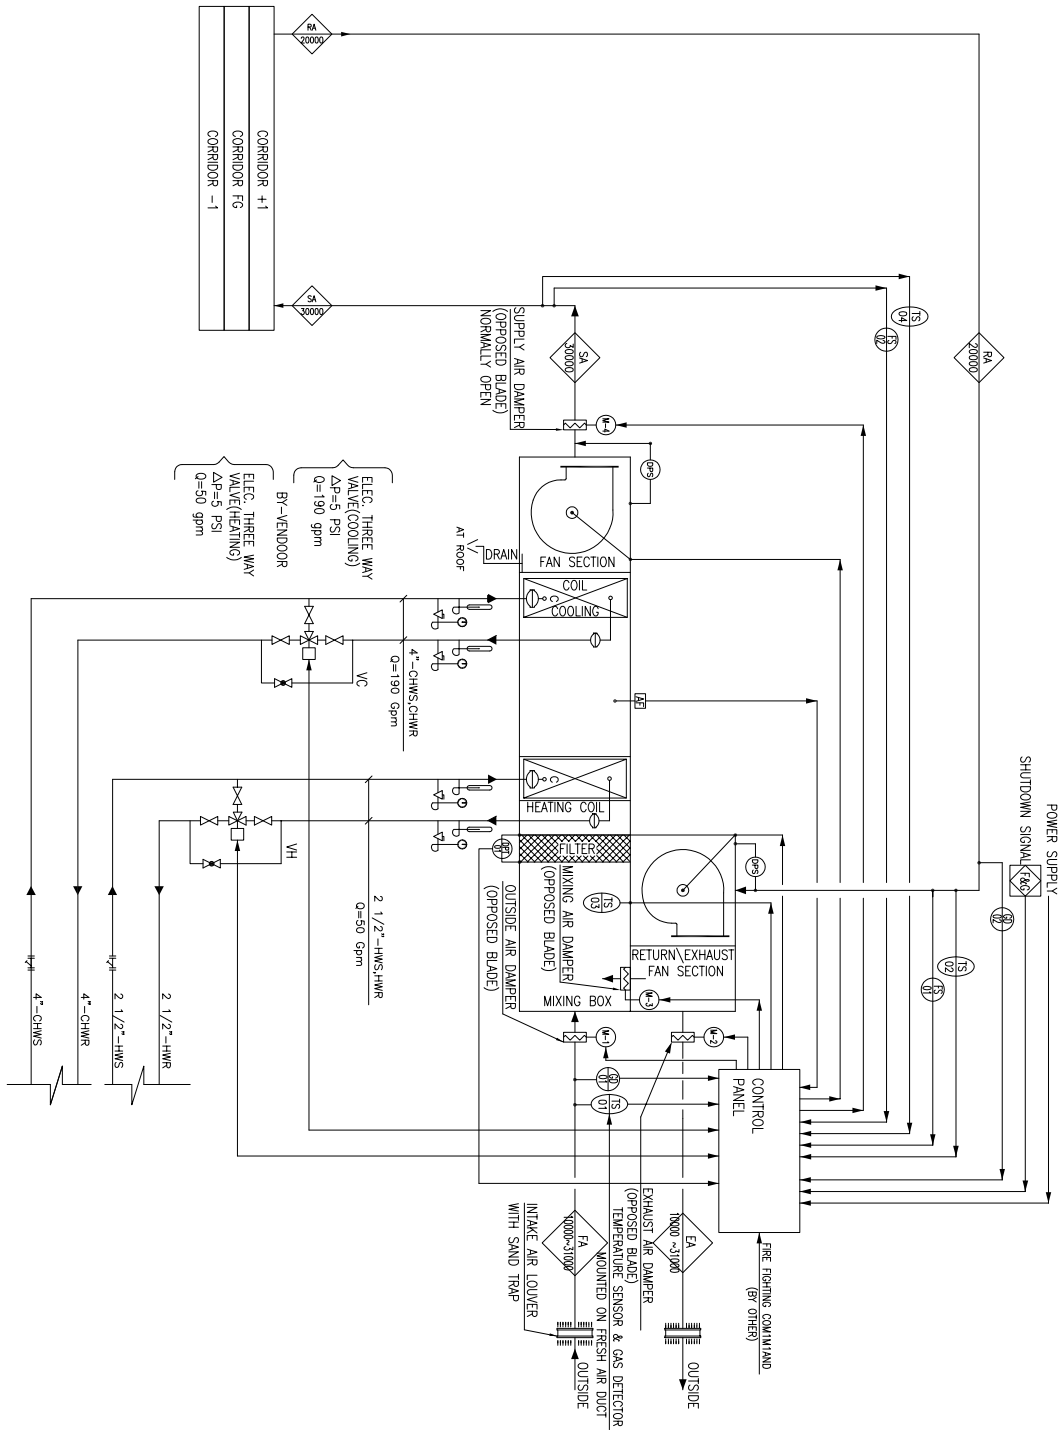 RA
20000
CORRIDOR +1
CORRIDOR FG
CORRIDOR -1
SA
30000
TS
04
FS
02
RA
20000
SA
30000
SUPPLY AIR DAMPER
(OPPOSED BLADE)
NORMALLY OPEN
M-4
DPS
ELEC. THREE WAY
VALVE(COOLING)
△P=5 PSI
Q=190 gpm
BY-VENDOOR
ELEC. THREE WAY
VALVE(HEATING)
△P=5 PSI
Q=50 gpm
DRAIN
AT ROOF
FAN SECTION
COIL
COOLING
C
4"-CHWS,CHWR
Q=190 Gpm
VC
AF
C
HEATING COIL
VH
2 1/2"-HWS,HWR
Q=50 Gpm
FILTER
DPI
01
DPS
SHUTDOWN SIGNAL
F&G
POWER SUPPLY
MIXING AIR DAMPER
(OPPOSED BLADE)
OUTSIDE AIR DAMPER
(OPPOSED BLADE)
TS
03
GD
02
TS
02
FS
01
RETURN\EXHAUST
FAN SECTION
MIXING BOX
M-3
M-1
M-2
GD
01
TS
01
CONTROL
PANEL
4"-CHWS
4"-CHWR
2 1/2"-HWS
2 1/2"-HWR
EXHAUST AIR DAMPER
(OPPOSED BLADE)
TEMPERATURE SENSOR & GAS DETECTOR
MOUNTED ON FRESH AIR DUCT
INTAKE AIR LOUVER
WITH SAND TRAP
FA
10000~31000
EA
10000 ~31000
FIRE FIGHTING COM1M1AND
(BY OTHER)
OUTSIDE
OUTSIDE